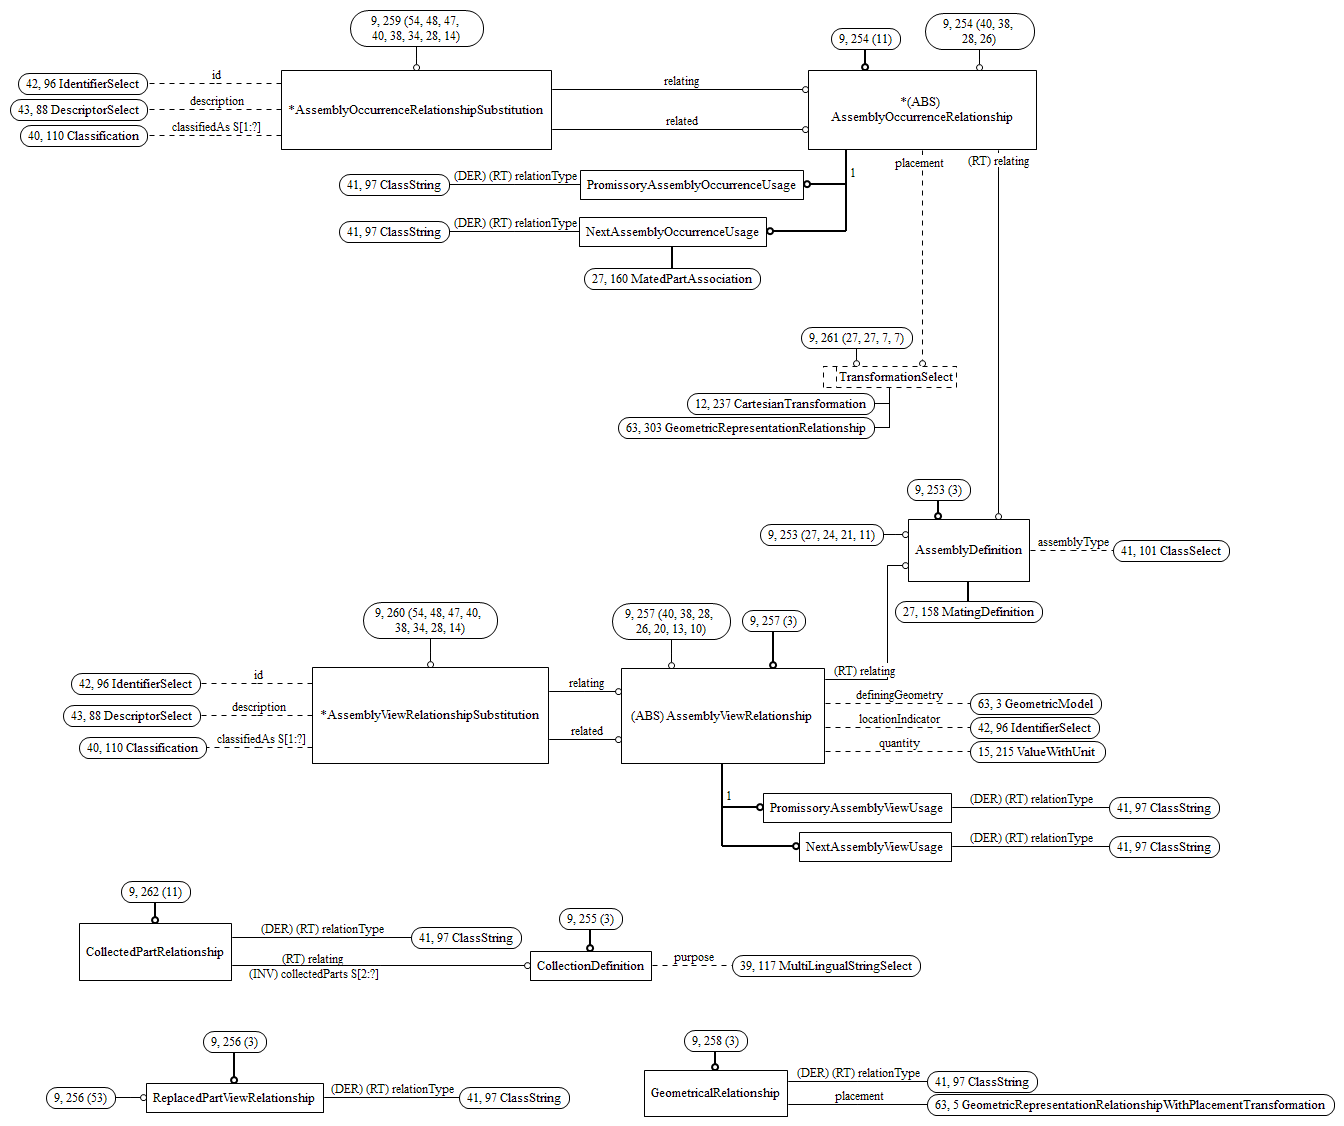 9, 259 (54, 48, 47,
40, 38, 34, 28, 14)
9, 254 (11)
9, 254 (40, 38,
28, 26)
42, 96 IdentifierSelect
id
43, 88 DescriptorSelect
description
40, 110 Classification
classifiedAs S[1:?]
*AssemblyOccurrenceRelationshipSubstitution
relating
related
*(ABS)
AssemblyOccurrenceRelationship
1
placement
(RT) relating
41, 97 ClassString
(DER) (RT) relationType
PromissoryAssemblyOccurrenceUsage
41, 97 ClassString
(DER) (RT) relationType
NextAssemblyOccurrenceUsage
27, 160 MatedPartAssociation
9, 261 (27, 27, 7, 7)
TransformationSelect
12, 237 CartesianTransformation
63, 303 GeometricRepresentationRelationship
9, 253 (3)
9, 253 (27, 24, 21, 11)
AssemblyDefinition
assemblyType
41, 101 ClassSelect
27, 158 MatingDefinition
9, 260 (54, 48, 47, 40,
38, 34, 28, 14)
9, 257 (40, 38, 28,
26, 20, 13, 10)
9, 257 (3)
42, 96 IdentifierSelect
id
43, 88 DescriptorSelect
description
40, 110 Classification
classifiedAs S[1:?]
*AssemblyViewRelationshipSubstitution
relating
related
(ABS) AssemblyViewRelationship
(RT) relating
definingGeometry
63, 3 GeometricModel
locationIndicator
42, 96 IdentifierSelect
quantity
15, 215 ValueWithUnit
1
PromissoryAssemblyViewUsage
(DER) (RT) relationType
41, 97 ClassString
NextAssemblyViewUsage
(DER) (RT) relationType
41, 97 ClassString
9, 262 (11)
CollectedPartRelationship
(DER) (RT) relationType
41, 97 ClassString
(RT) relating
(INV) collectedParts S[2:?]
9, 255 (3)
CollectionDefinition
purpose
39, 117 MultiLingualStringSelect
9, 256 (3)
9, 256 (53)
ReplacedPartViewRelationship
(DER) (RT) relationType
41, 97 ClassString
9, 258 (3)
GeometricalRelationship
(DER) (RT) relationType
41, 97 ClassString
placement
63, 5 GeometricRepresentationRelationshipWithPlacementTransformation